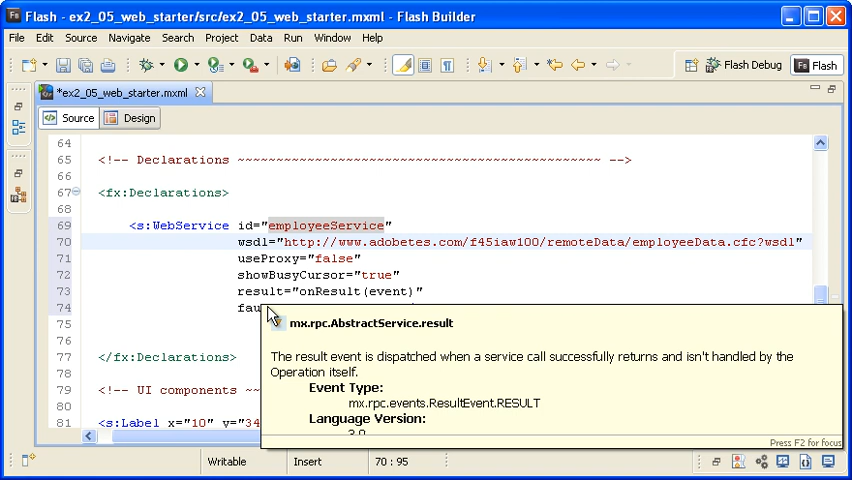 Flash - ex2_05_web_starter/src/ex2_05_web_starter.mxml - Flash Builder
File Edit Source Navigate Search Project Data Run Window Help
Flash Debug Flash
*ex2_05_web_starter.mxml
Source Design
64
65 <!-- Declarations ~~~~~~~~~~~~~~~~~~~~~~~~~~~~~~~~~~~~~~~~~~~~~~~ -->
66
67 <fx:Declarations>
68
69 <s:WebService id="employeeService"
70 wsdl="http://www.adobetes.com/f45iaw100/remoteData/employeeData.cfc?wsdl"
71 useProxy="false"
72 showBusyCursor="true"
73 result="onResult(event)"
74 fau
75
76
77 </fx:Declarations>
78
79 <!-- UI components ~~
80
81 <s:Label x="10" y="34
mx.rpc.AbstractService.result
The result event is dispatched when a service call successfully returns and isn't handled by the
Operation itself.
Event Type:
mx.rpc.events.ResultEvent.RESULT
Language Version:
3.0
Press F2 for focus
Writable Insert 70 : 95